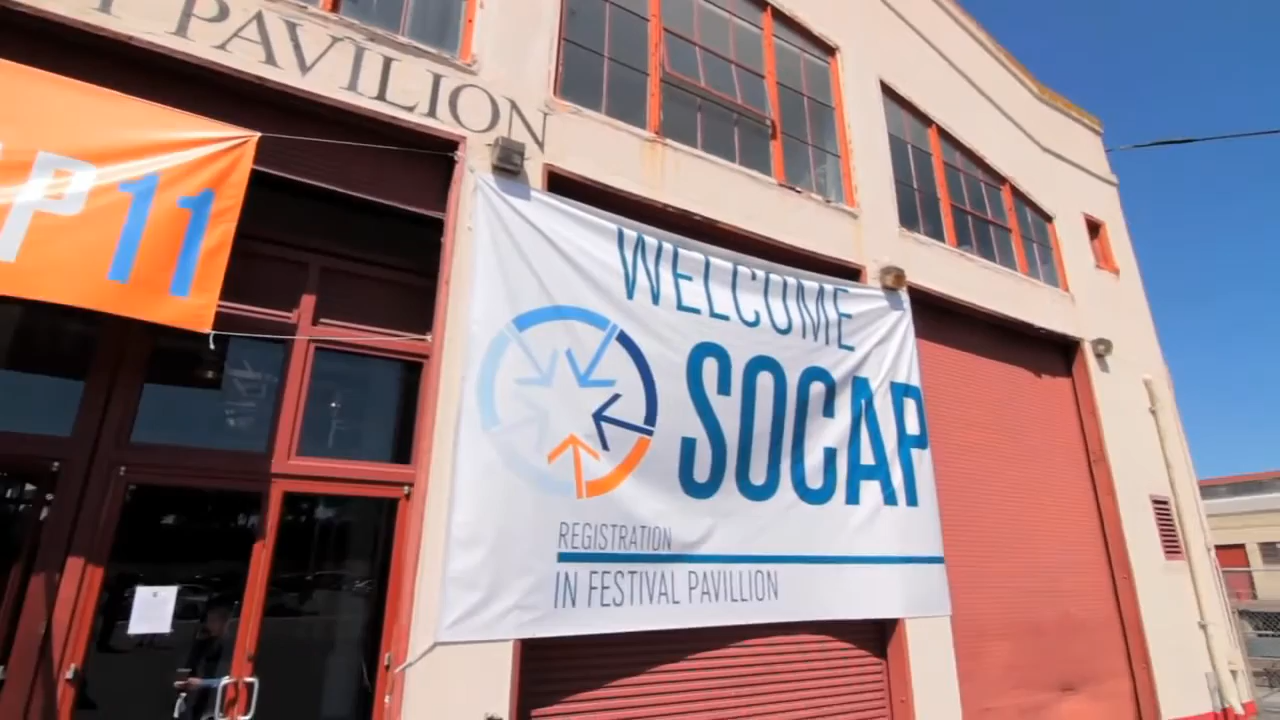 PAVILION
P11
WELCOME
SOCAP
REGISTRATION
IN FESTIVAL PAVILLION